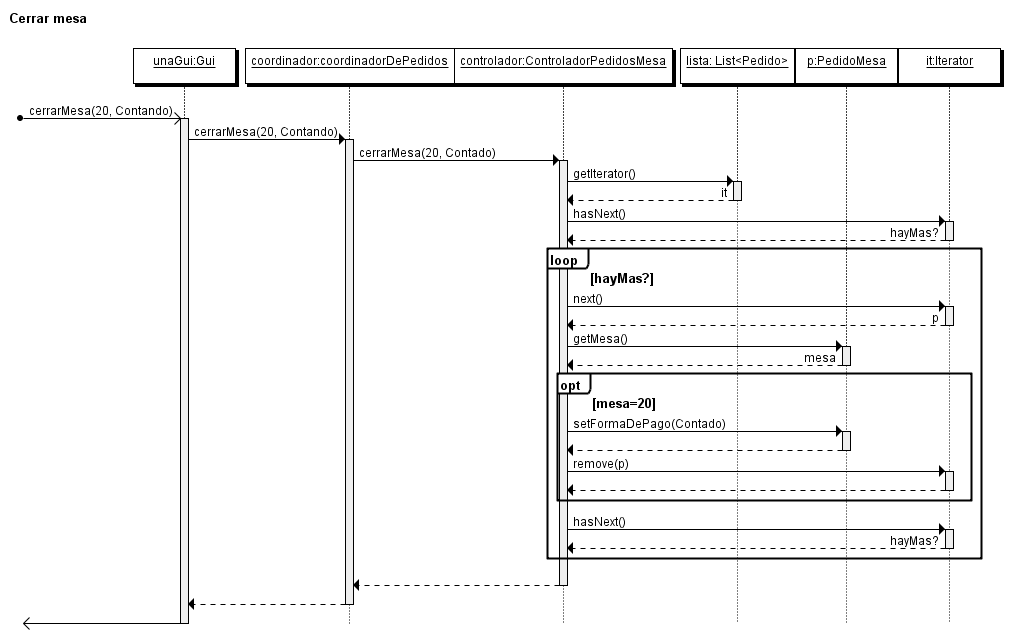 Cerrar mesa
unaGui:Gui
coordinador:coordinadorDePedidos
controlador:ControladorPedidosMesa
lista: List<Pedido>
p:PedidoMesa
it:Iterator
cerrarMesa(20, Contando)
cerrarMesa(20, Contando)
cerrarMesa(20, Contado)
getIterator()
it
hasNext()
hayMas?
loop
[hayMas?]
next()
p
getMesa()
mesa
opt
[mesa=20]
setFormaDePago(Contado)
remove(p)
hasNext()
hayMas?